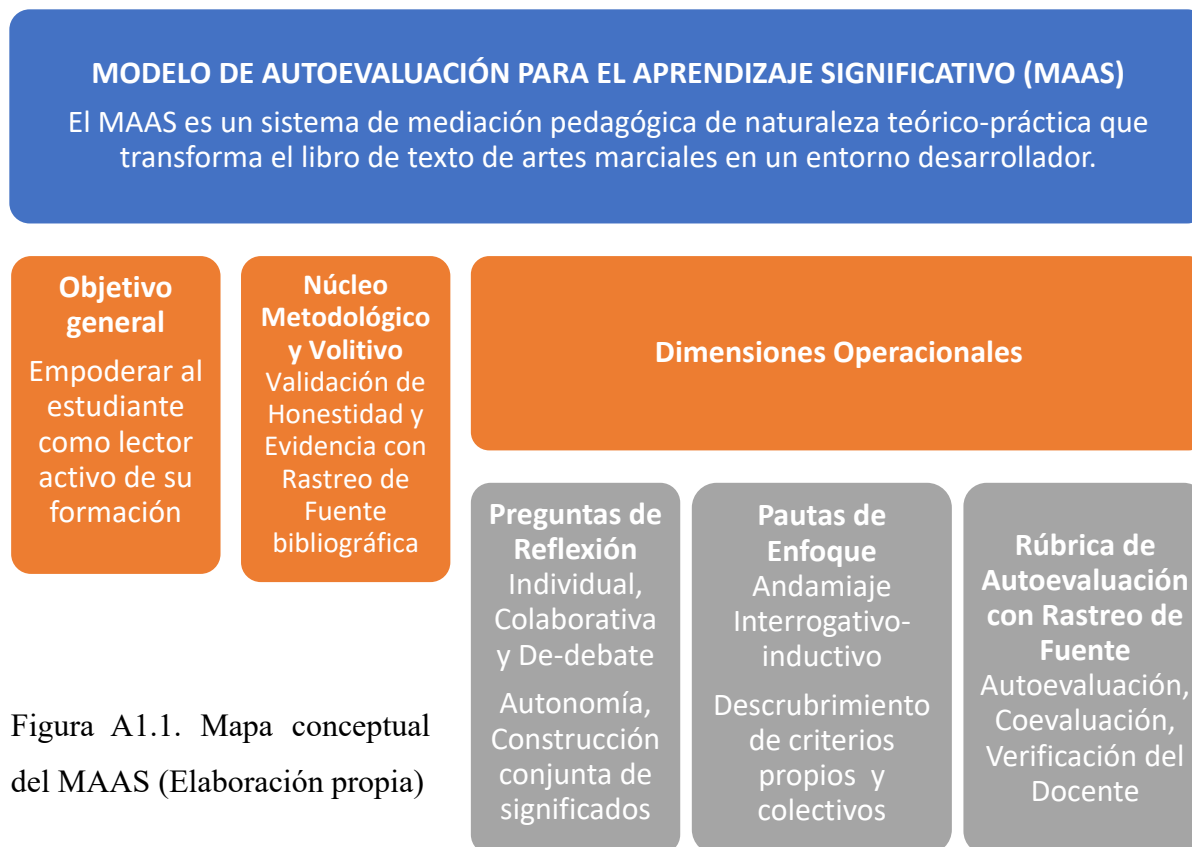 MODELO DE AUTOEVALUACIÓN PARA EL APRENDIZAJE SIGNIFICATIVO (MAAS)
El MAAS es un sistema de mediación pedagógica de naturaleza teórico-práctica que
transforma el libro de texto de artes marciales en un entorno desarrollador.
Objetivo
general
Empoderar al
estudiante
como lector
activo de su
formación
Núcleo
Metodológico
y Volitivo
Validación de
Honestidad y
Evidencia con
Rastreo de
Fuente
bibliográfica
Dimensiones Operacionales
Preguntas de
Reflexión
Individual,
Colaborativa
y De-debate
Autonomía,
Construcción
conjunta de
significados
Pautas de
Enfoque
Andamiaje
Interrogativo-
inductivo
Descrubrimiento
de criterios
propios y
colectivos
Rúbrica de
Autoevaluación
con Rastreo de
Fuente
Autoevaluación,
Coevaluación,
Verificación del
Docente
Figura A1.1. Mapa conceptual
del MAAS (Elaboración propia)